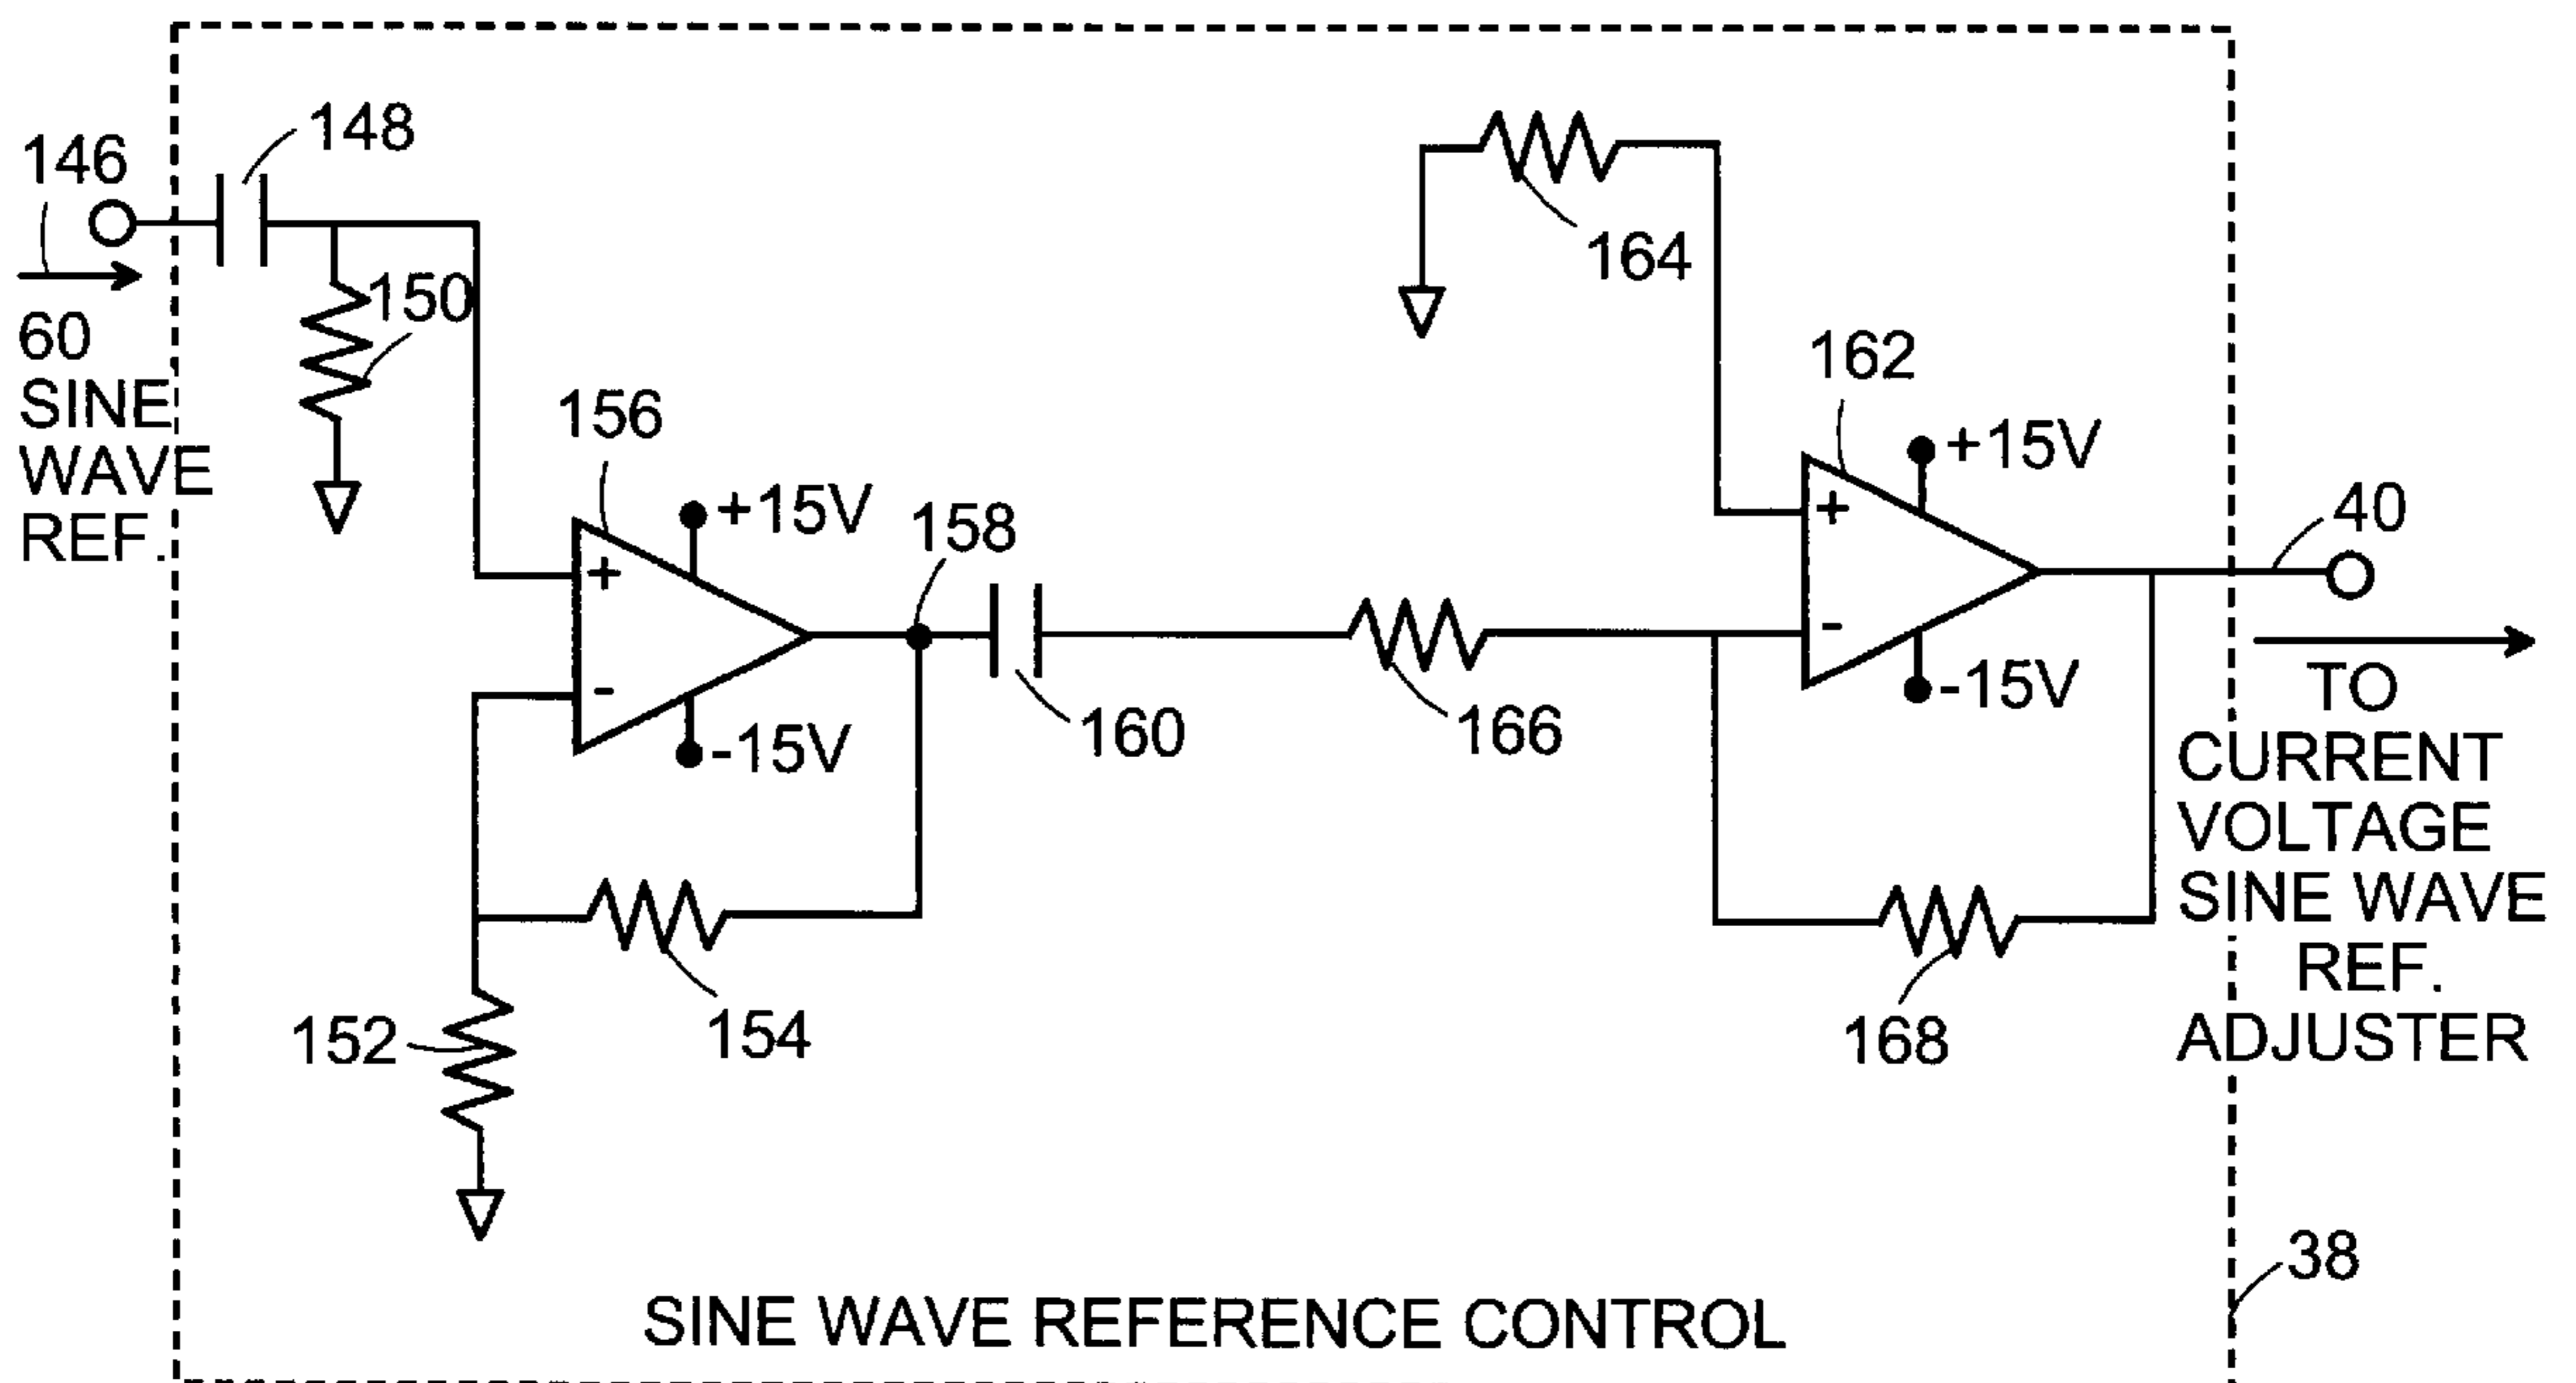 148
146
150
60
SINE
WAVE
REF.
164
162
156
+
-
+15V
-15V
158
160
166
+
-
+15V
-15V
40
TO
CURRENT
VOLTAGE
SINE WAVE
REF.
ADJUSTER
152
154
168
38
SINE WAVE REFERENCE CONTROL